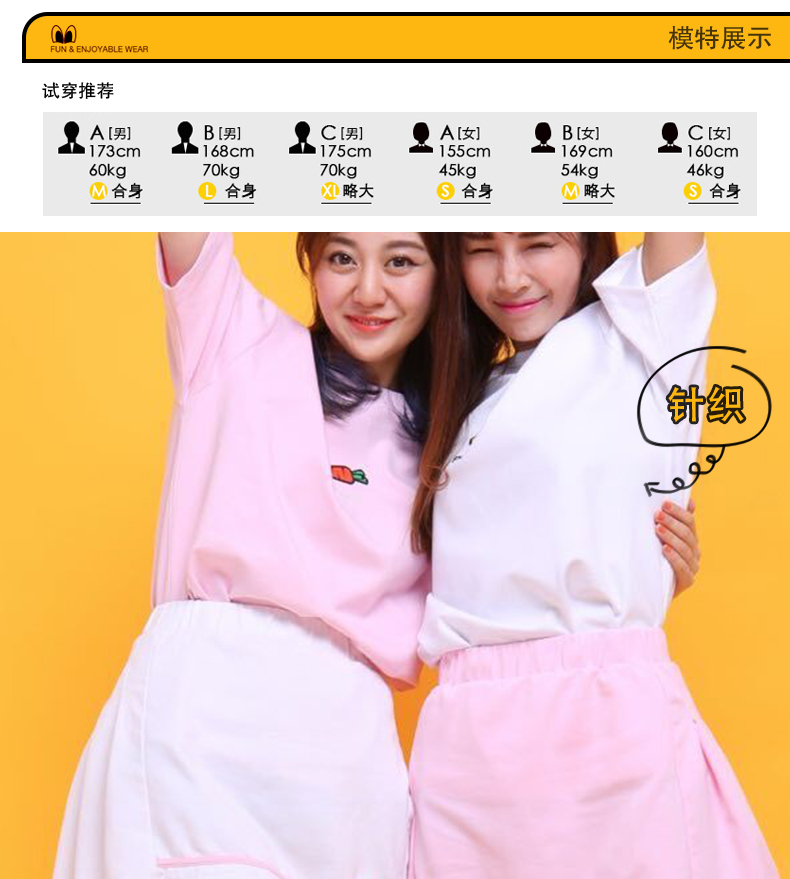 FUN & ENJOYABLE WEAR
模特展示
试穿推荐
A [男]
173cm
60kg
M 合身
B [男]
168cm
70kg
L 合身
C [男]
175cm
70kg
XL 略大
A [女]
155cm
45kg
S 合身
B [女]
169cm
54kg
M 略大
C [女]
160cm
46kg
S 合身
针织